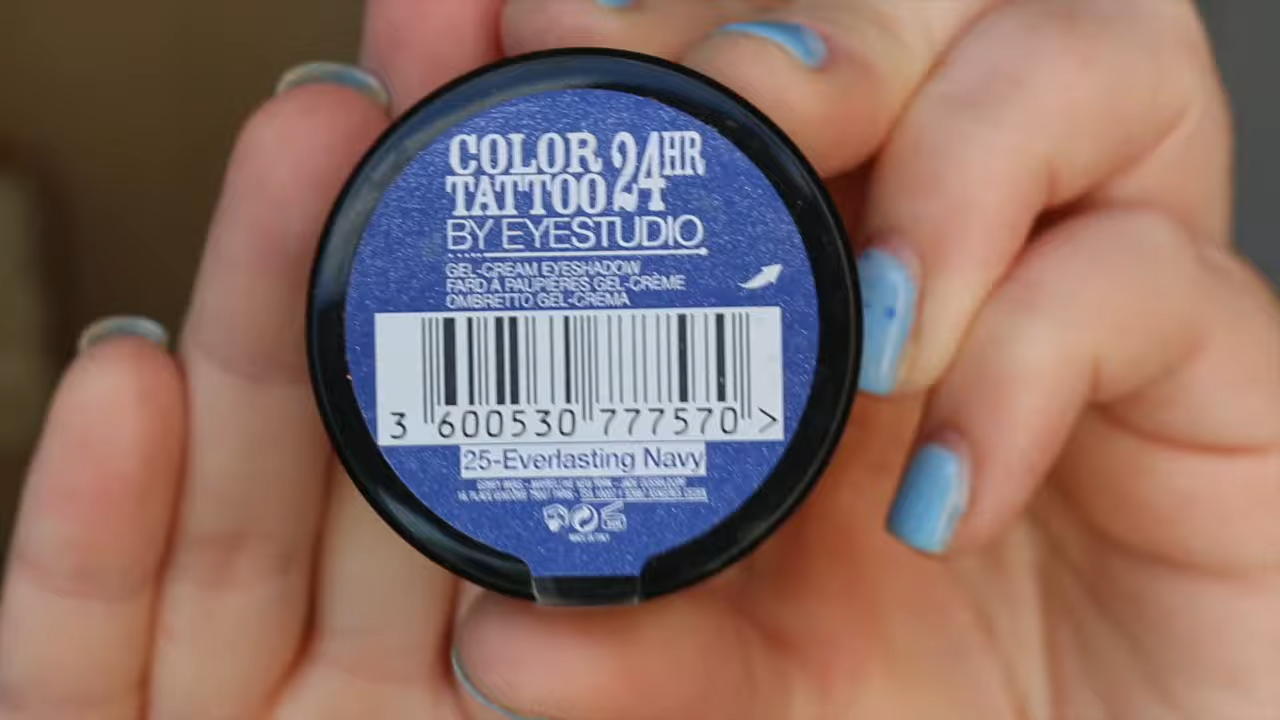 COLOR 24HR
TATTOO
BY EYESTUDIO
GEL-CREAM EYESHADOW
FARD À PAUPIÈRES GEL-CRÈME
OMBRETTO GEL-CREMA
3 600530 777570 >
25-Everlasting Navy